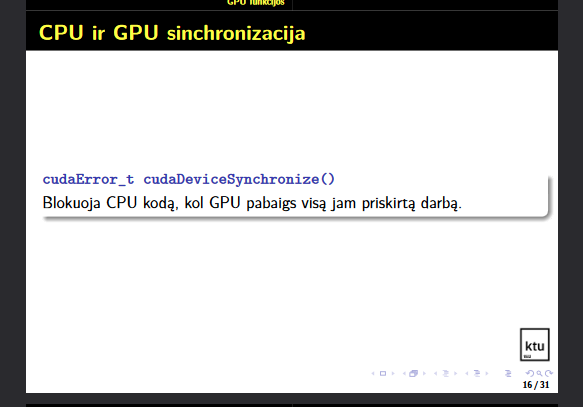 GPU funkcijos
CPU ir GPU sinchronizacija
cudaError_t cudaDeviceSynchronize()
Blokuoja CPU kodą, kol GPU pabaigs visą jam priskirtą darbą.
ktu
16 / 31